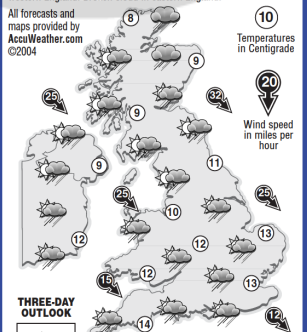 All forecasts and
maps provided by
AccuWeather.com
©2004
8
10
Temperatures
in Centigrade
9
25
32
20
9
Wind speed
in miles per
hour
9
11
25
25
10
12
12
13
12
15
13
THREE-DAY
OUTLOOK
14
12